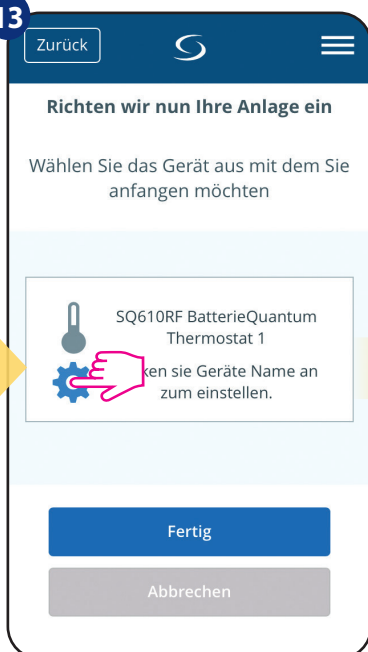 13
Zurück
Richten wir nun Ihre Anlage ein
Wählen Sie das Gerät aus mit dem Sie
anfangen möchten
SQ610RF BatterieQuantum
Thermostat 1
sie Geräte Name an
zum einstellen.
Fertig
Abbrechen